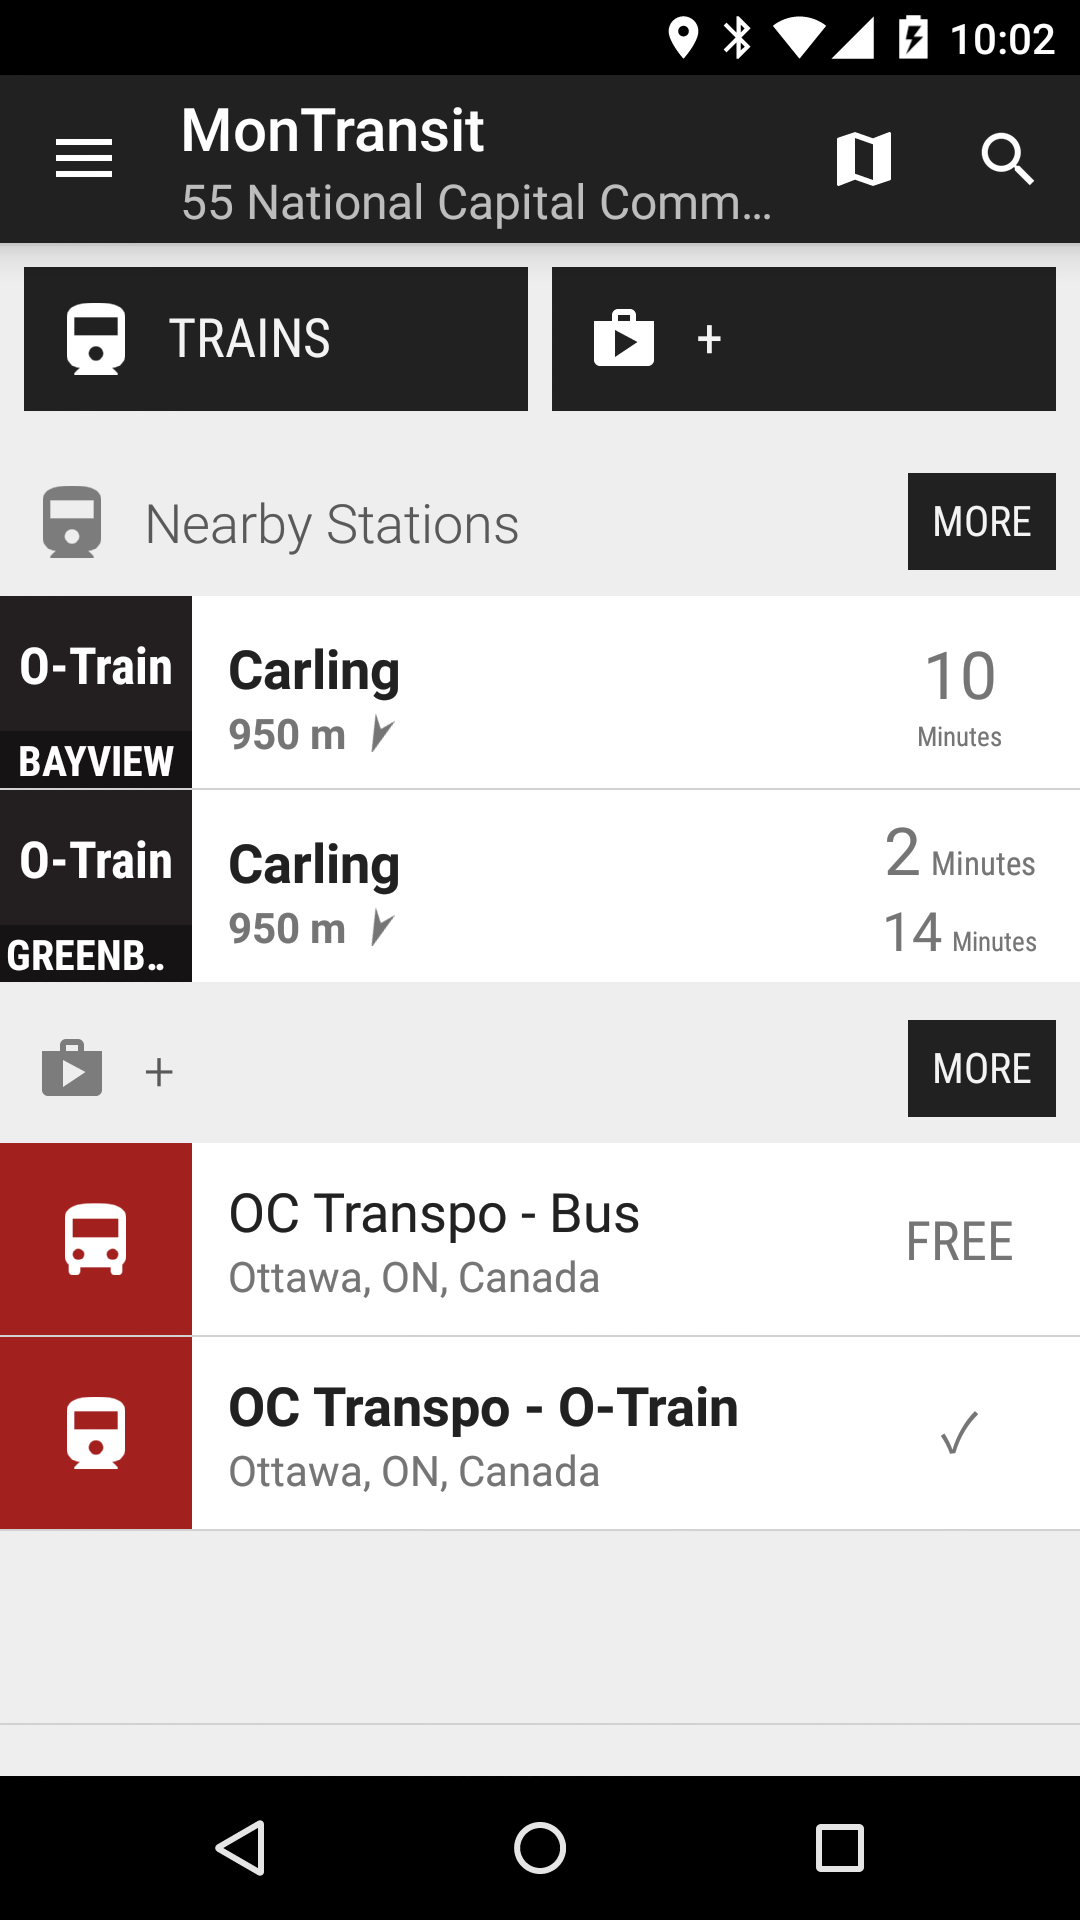 10:02
MonTransit
55 National Capital Comm...
TRAINS
+
Nearby Stations
MORE
O-Train
BAYVIEW
Carling
950 m
10
Minutes
O-Train
GREENB..
Carling
950 m
2 Minutes
14 Minutes
+
MORE
OC Transpo - Bus
Ottawa, ON, Canada
FREE
OC Transpo - O-Train
Ottawa, ON, Canada